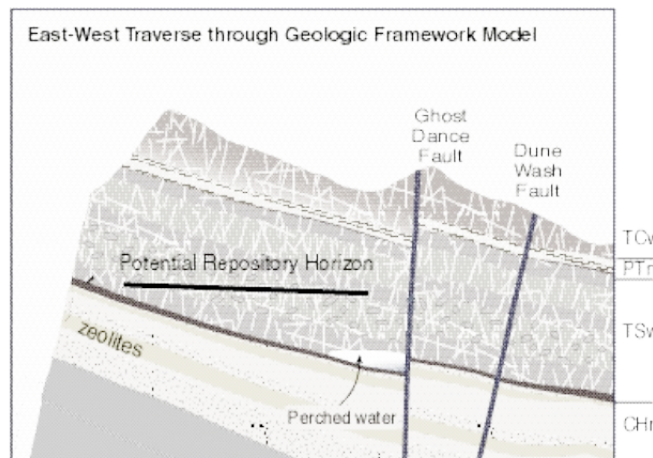 East-West Traverse through Geologic Framework Model
Ghost
Dance
Fault
Dune
Wash
Fault
TCw
PTn
Potential Repository Horizon
TSw
zeolites
Perched water
CHn